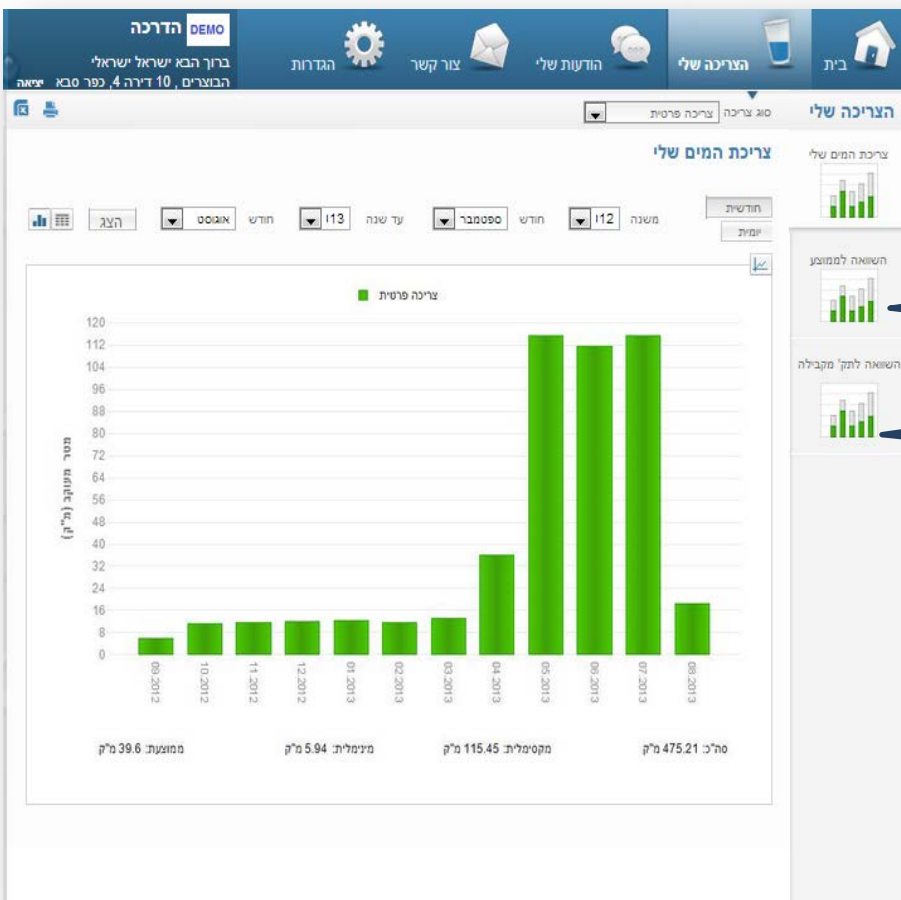 בית
הצריכה שלי
הודעות שלי
צור קשר
הגדרות
DEMO הדרכה
ברוך הבא ישראל ישראלי
הבוצרים , 10 דירה 4, כפר סבא יציאה
הצריכה שלי
סוג צריכה צריכה פרטית
צריכת המים שלי
השוואה לממוצע
השוואה לתק' מקבילה
צריכת המים שלי
חודשית
יומית
משנה 12' חודש ספטמבר עד שנה 13' חודש אוגוסט הצג
צריכה פרטית
מטר מעוקב (מ"ק)
120
112
104
96
88
80
72
64
56
48
40
32
24
16
8
0
09.2012
10.2012
11.2012
12.2012
01.2013
02.2013
03.2013
04.2013
05.2013
06.2013
07.2013
08.2013
סה"כ: 475.21 מ"ק מקסימלית: 115.45 מ"ק מינימלית: 5.94 מ"ק ממוצעת: 39.6 מ"ק